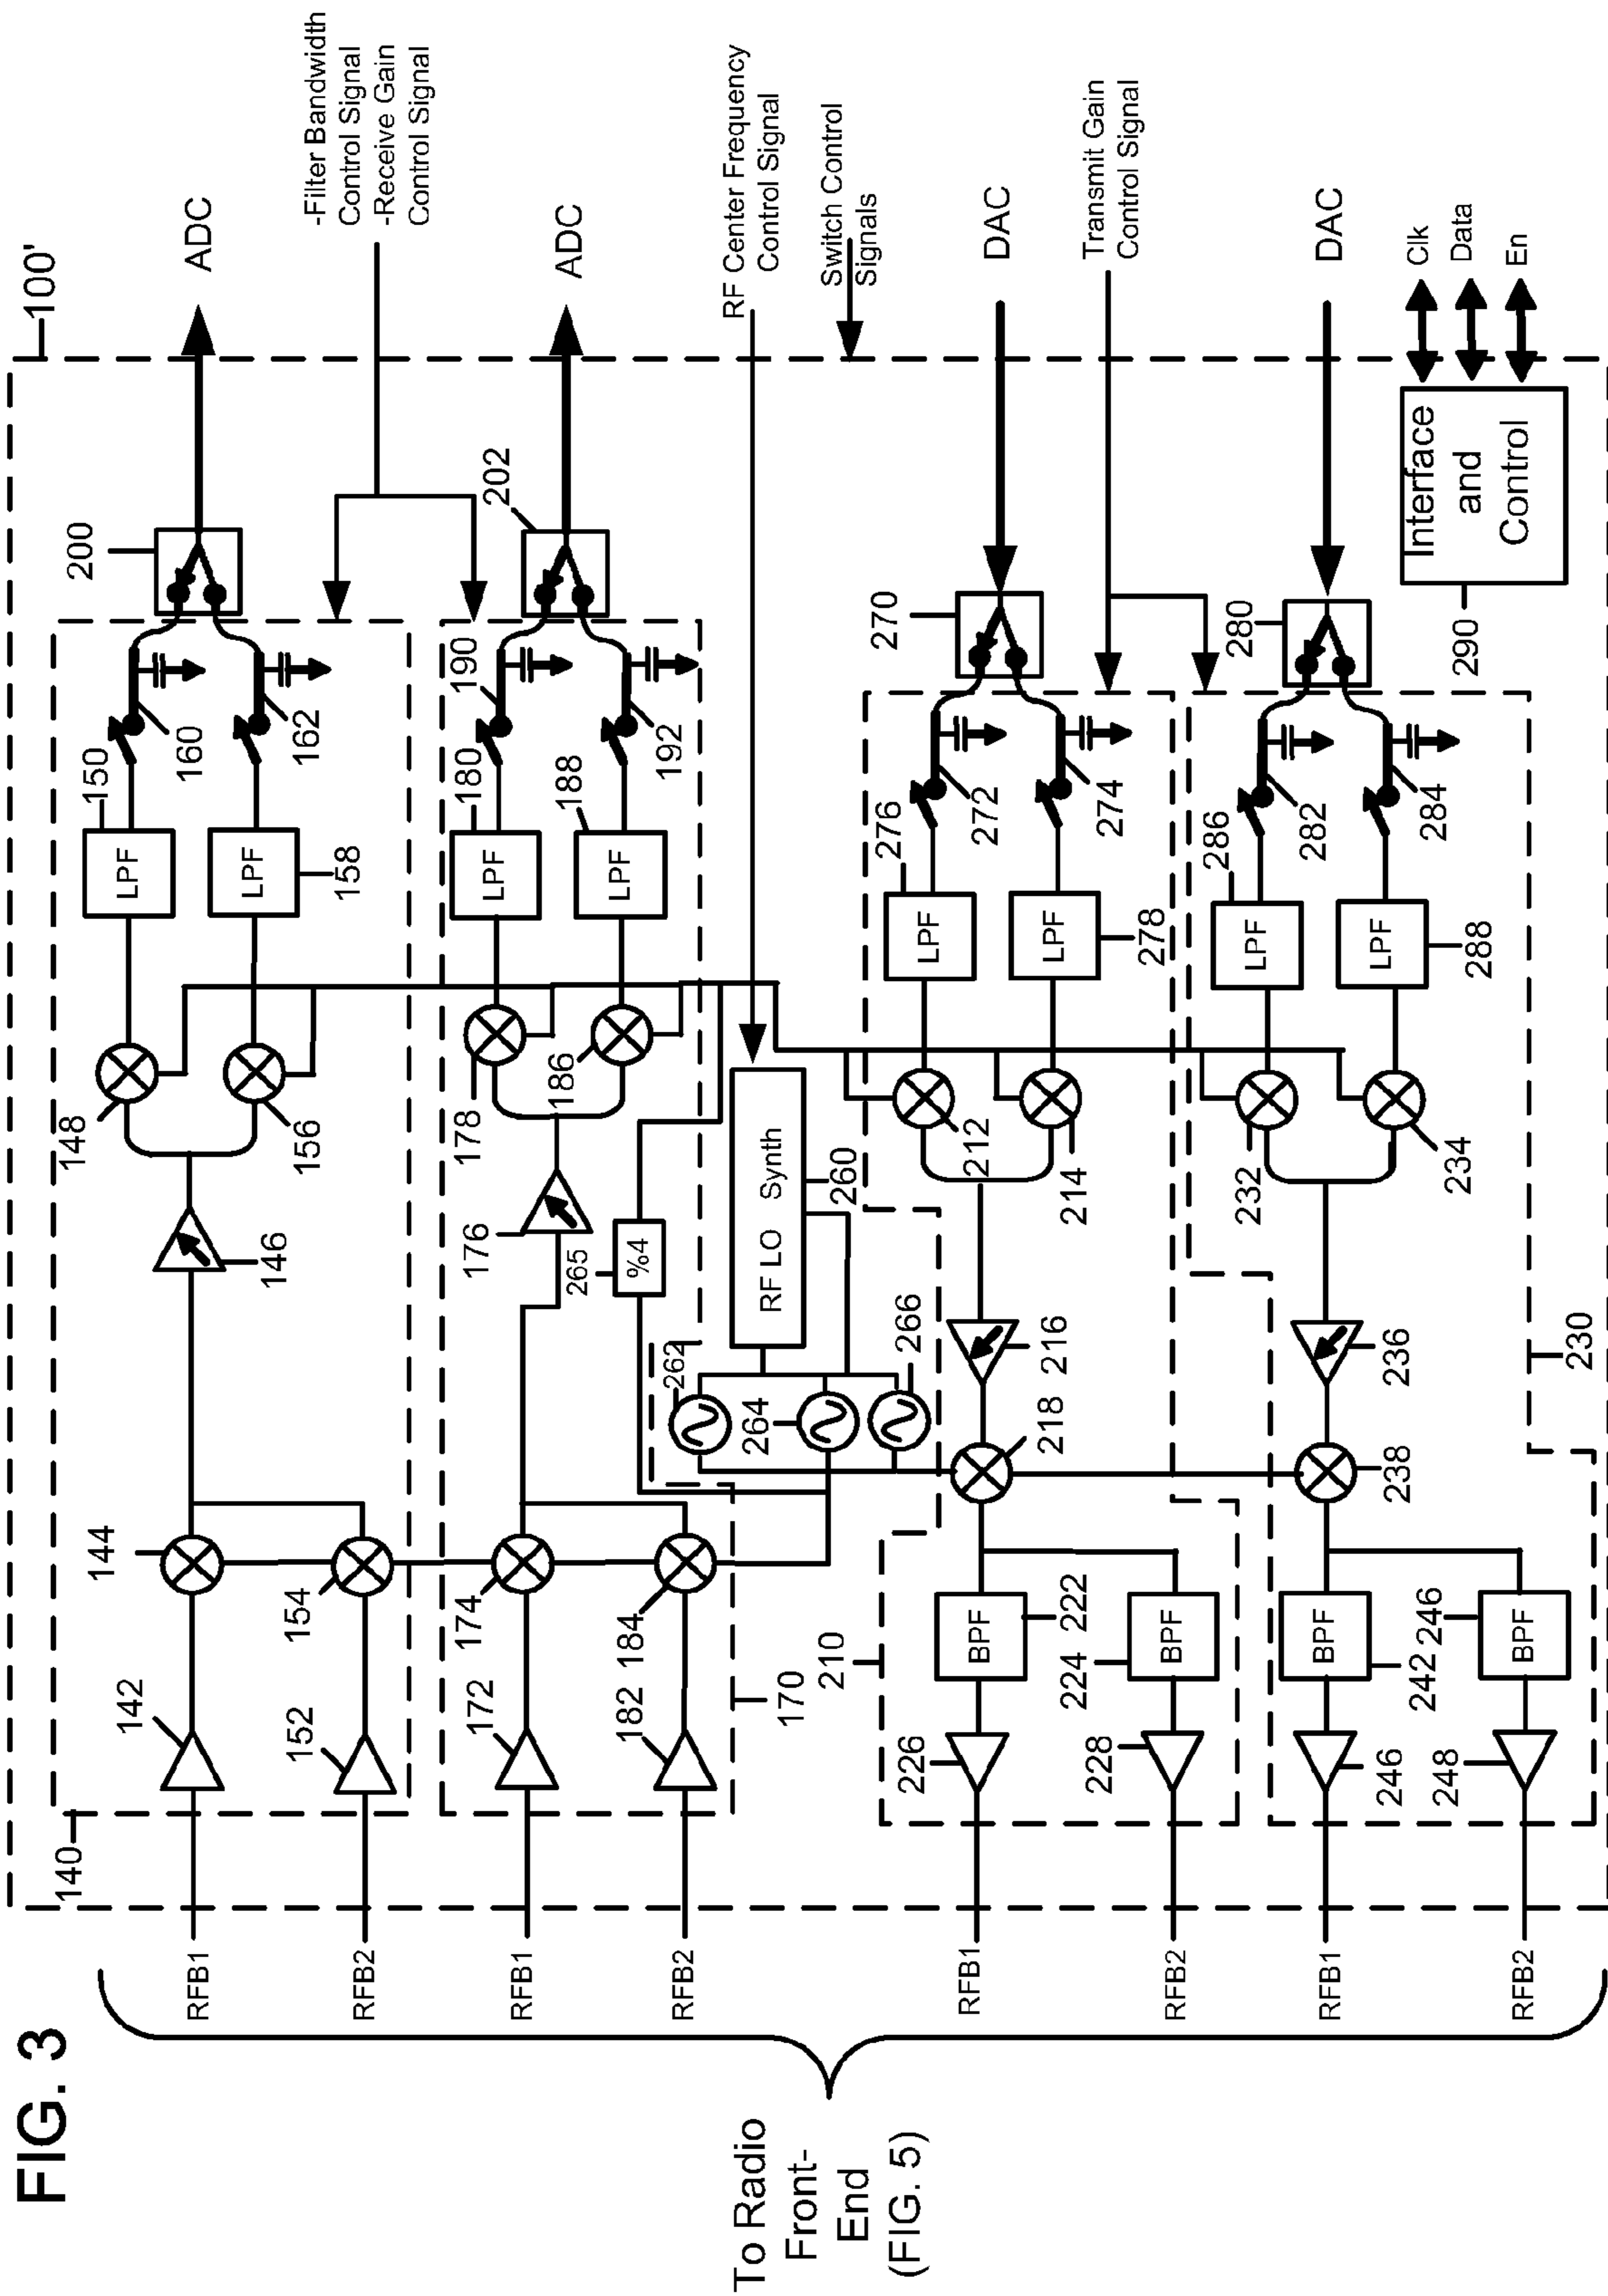 FIG. 3
100'
To Radio
Front-
End
(FIG. 5)
RFB1
RFB2
RFB1
RFB2
RFB1
RFB2
RFB1
RFB2
140
142
144
146
148
150
LPF
160
200
ADC
152
154
156
LPF
158
162
-Filter Bandwidth
Control Signal
-Receive Gain
Control Signal
170
172
174
176
178
180
LPF
190
202
ADC
182
184
186
188
LPF
192
265
%4
262
264
266
RF LO Synth
260
RF Center Frequency
Control Signal
Switch Control
Signals
210
226
BPF
222
218
216
212
LPF
276
272
270
DAC
228
224
BPF
214
LPF
278
274
Transmit Gain
Control Signal
230
246
BPF
242
238
236
232
LPF
286
282
280
DAC
248
246
BPF
234
LPF
288
284
290
Interface
and
Control
Clk
Data
En